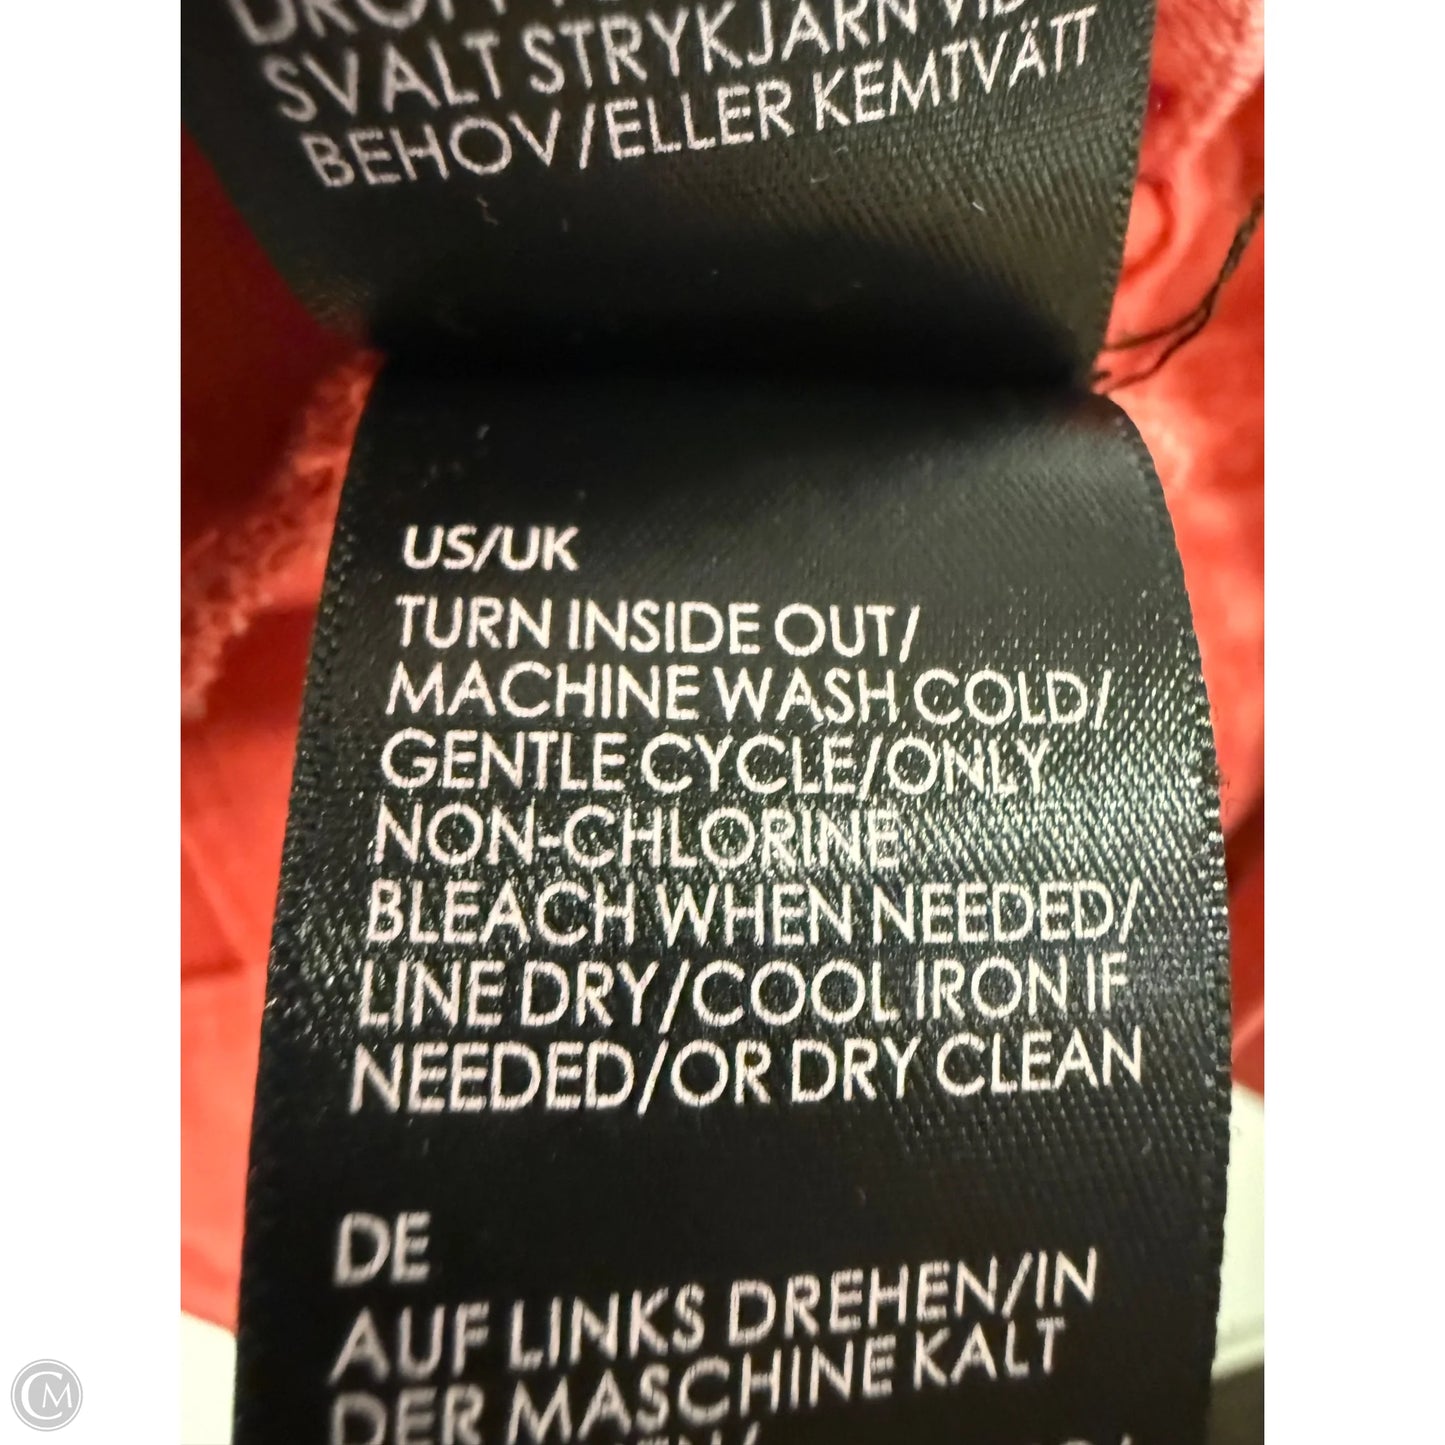 SVALT STRYKJÄRN VID
BEHOV/ELLER KEMTVÄTT
US/UK
TURN INSIDE OUT/
MACHINE WASH COLD/
GENTLE CYCLE/ONLY
NON-CHLORINE
BLEACH WHEN NEEDED/
LINE DRY/COOL IRON IF
NEEDED/OR DRY CLEAN
DE
AUF LINKS DREHEN/IN
DER MASCHINE KALT
CM